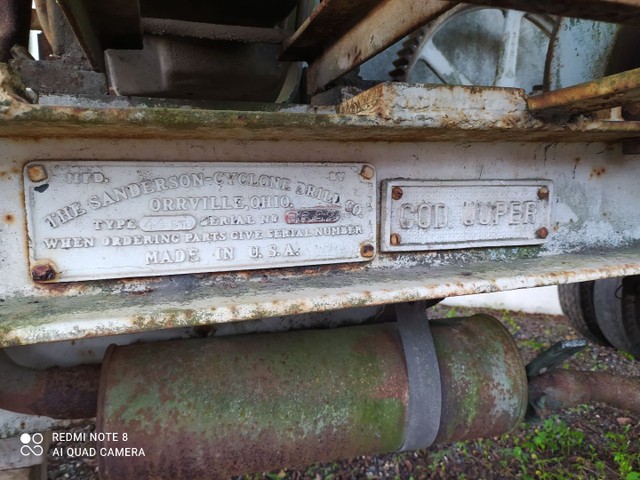 MFD. BY
THE SANDERSON-CYCLONE DRILL CO.
ORRVILLE, OHIO.
TYPE SERIAL NO
WHEN ORDERING PARTS GIVE SERIAL NUMBER
MADE IN U.S.A.
COD
REDMI NOTE 8
AI QUAD CAMERA